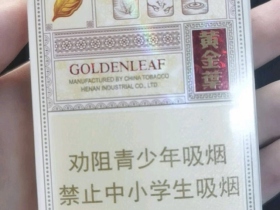 GOLDENLEAF
MANUFACTURED BY CHINA TOBACCO
HENAN INDUSTRIAL CO., LTD.
黄金葉
劝阻青少年吸烟
禁止中小学生吸烟